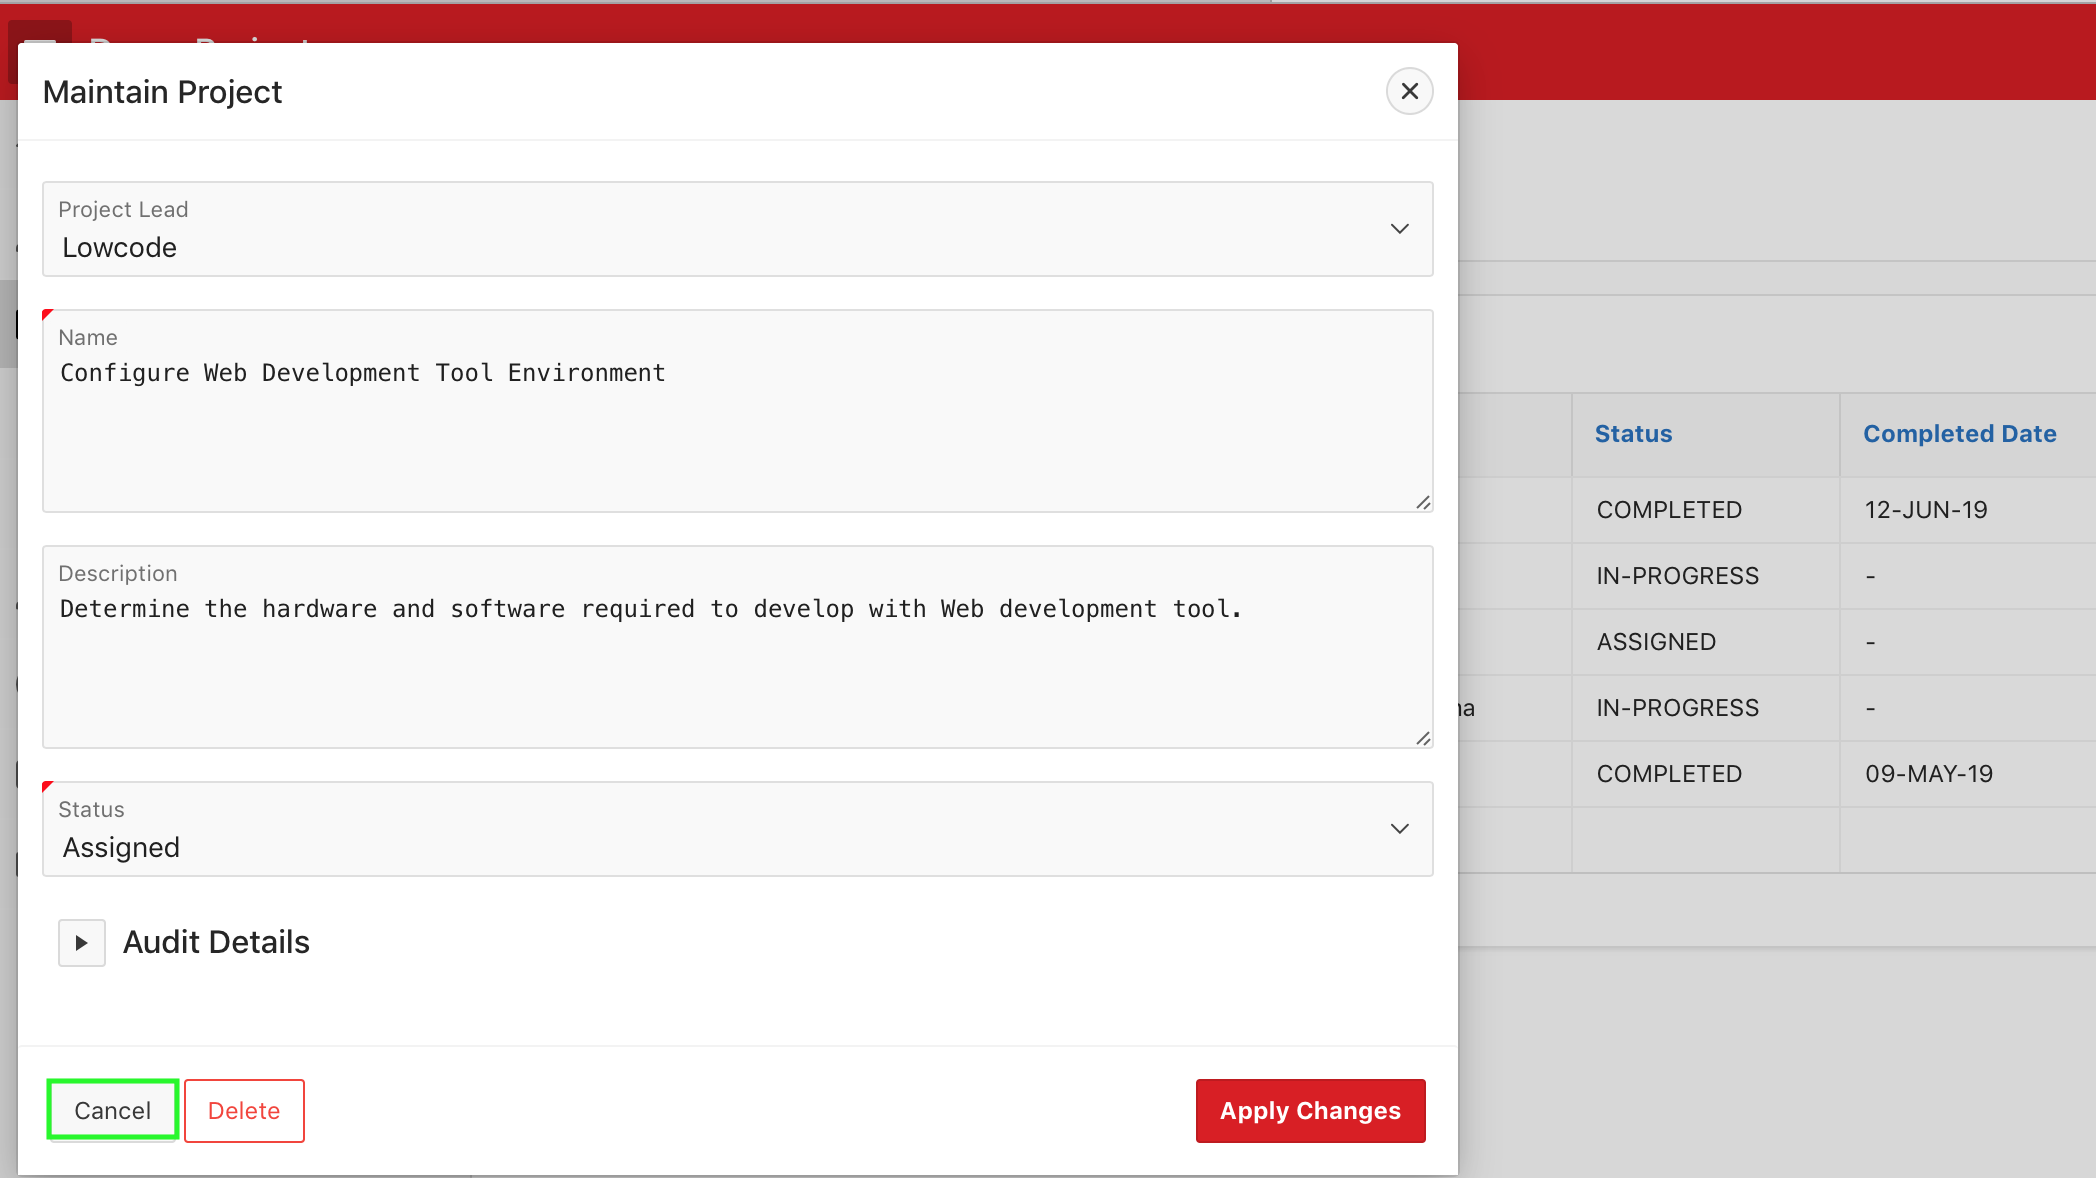 Maintain Project
Project Lead
Lowcode
Name
Configure Web Development Tool Environment
Description
Determine the hardware and software required to develop with Web development tool.
Status
Assigned
Audit Details
Cancel
Delete
Apply Changes
Status
Completed Date
COMPLETED
12-JUN-19
IN-PROGRESS
-
ASSIGNED
-
IN-PROGRESS
-
COMPLETED
09-MAY-19